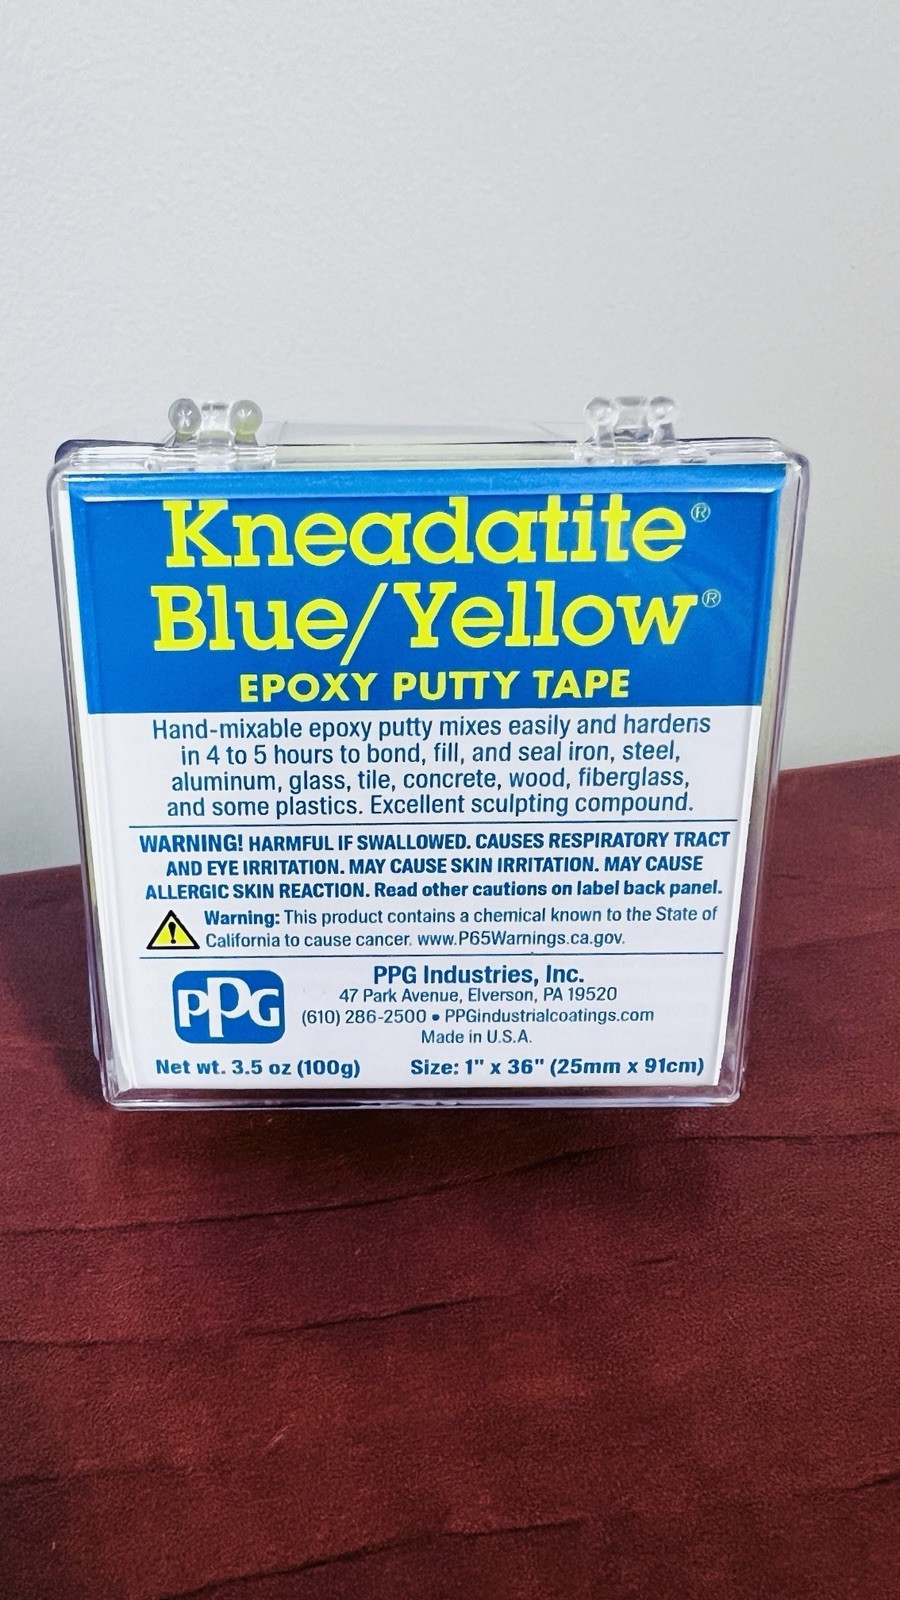 Kneadatite®
Blue/Yellow®
EPOXY PUTTY TAPE
Hand-mixable epoxy putty mixes easily and hardens
in 4 to 5 hours to bond, fill, and seal iron, steel,
aluminum, glass, tile, concrete, wood, fiberglass,
and some plastics. Excellent sculpting compound.
WARNING! HARMFUL IF SWALLOWED. CAUSES RESPIRATORY TRACT
AND EYE IRRITATION. MAY CAUSE SKIN IRRITATION. MAY CAUSE
ALLERGIC SKIN REACTION. Read other cautions on label back panel.
Warning: This product contains a chemical known to the State of
California to cause cancer. www.P65Warnings.ca.gov.
PPG
PPG Industries, Inc.
47 Park Avenue, Elverson, PA 19520
(610) 286-2500 • PPGindustrialcoatings.com
Made in U.S.A.
Net wt. 3.5 oz (100g) Size: 1" x 36" (25mm x 91cm)